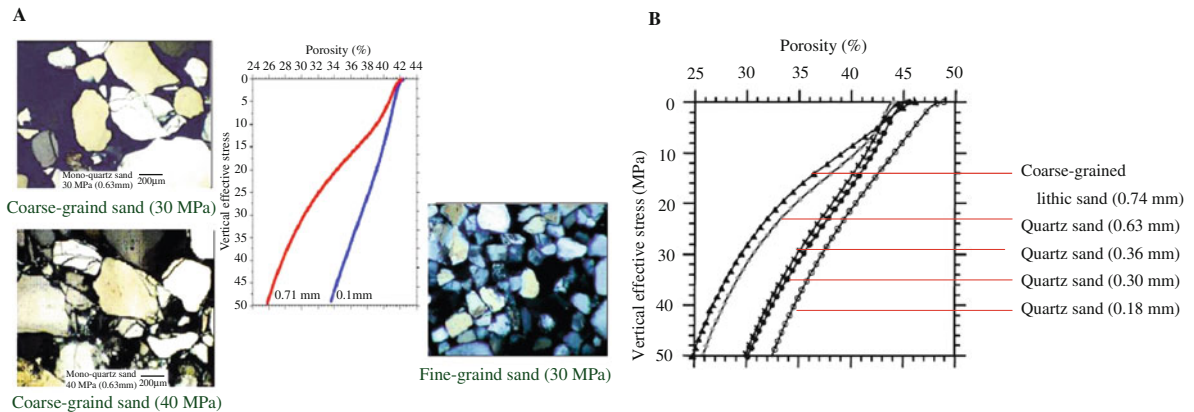 A
Mono-quartz sand
30 MPa (0.63mm)
200µm
Coarse-graind sand (30 MPa)
Mono-quartz sand
40 MPa (0.63mm)
200µm
Coarse-graind sand (40 MPa)
Porosity (%)
24 26 28 30 32 34 36 38 40 42 44
Vertical effective stress
0
5
10
15
20
25
30
35
40
45
50
0.71 mm
0.1mm
Fine-graind sand (30 MPa)
B
Porosity (%)
25 30 35 40 45 50
Vertical effective stress (MPa)
0
10
20
30
40
50
Coarse-grained
lithic sand (0.74 mm)
Quartz sand (0.63 mm)
Quartz sand (0.36 mm)
Quartz sand (0.30 mm)
Quartz sand (0.18 mm)